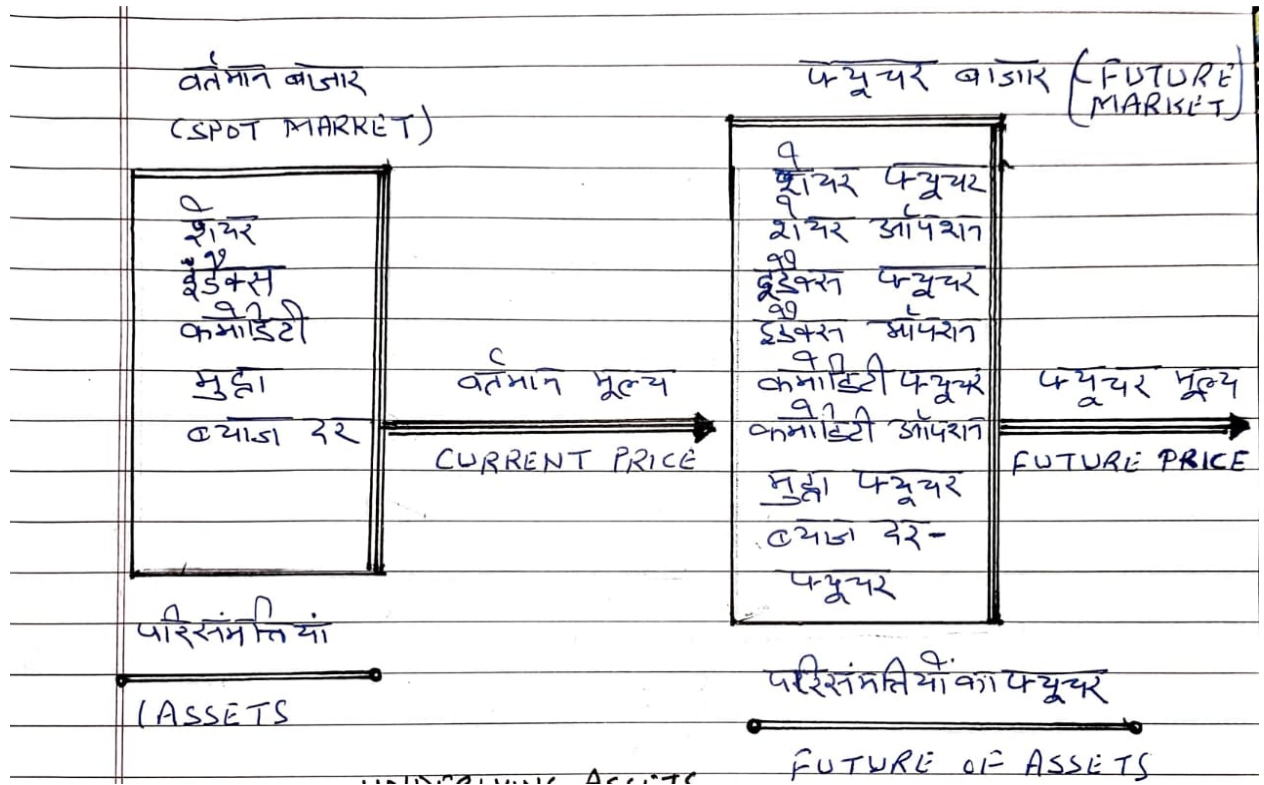 वर्तमान बाजार
(SPOT MARKET)
शेयर
इंडेक्स
कमोडिटी
मुद्रा
ब्याज दर
परिसंपत्तियां
(ASSETS
वर्तमान मूल्य
CURRENT PRICE
फ्यूचर बाजार (FUTURE
MARKET)
शेयर फ्यूचर
शेयर ऑप्शन
इंडेक्स फ्यूचर
इंडेक्स ऑप्शन
कमोडिटी फ्यूचर
कमोडिटी ऑप्शन
मुद्रा फ्यूचर
ब्याज दर-
फ्यूचर
परिसंपत्तियों का फ्यूचर
FUTURE OF ASSETS
फ्यूचर मूल्य
FUTURE PRICE
UNDERLYING ASSETS